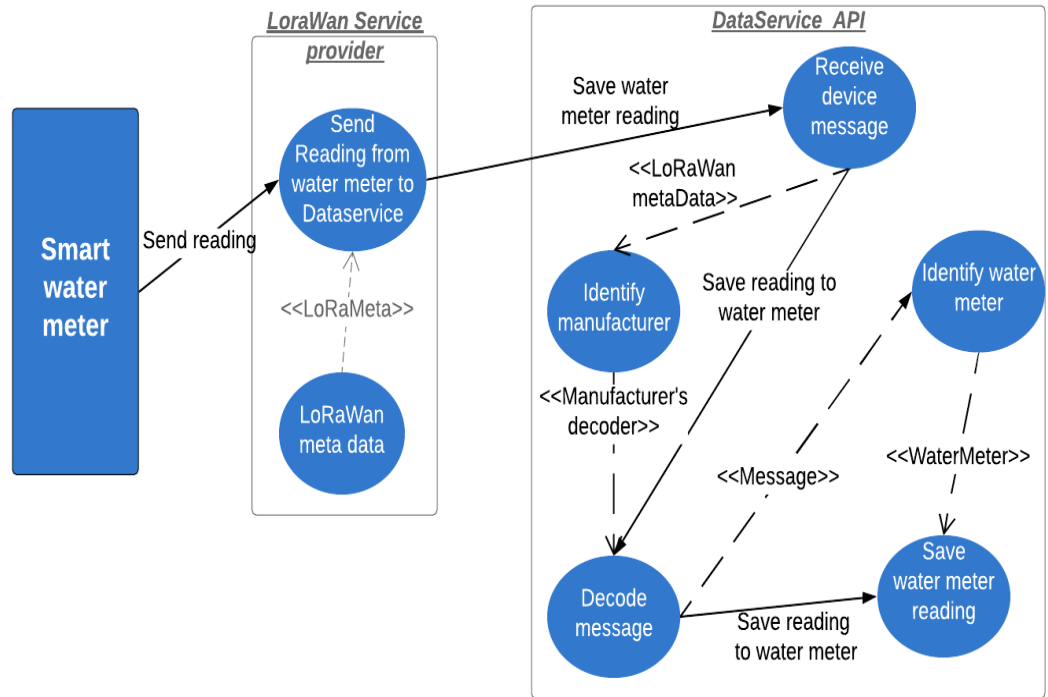 LoraWan Service
provider
DataService API
Smart
water
meter
Send reading
Send
Reading from
water meter to
Dataservice
<<LoRaMeta>>
LoRaWan
meta data
Save water
meter reading
Receive
device
message
<<LoRaWan
metaData>>
Identify
manufacturer
Save reading to
water meter
Identify water
meter
<<Manufacturer's
decoder>>
<<Message>>
<<WaterMeter>>
Decode
message
Save reading
to water meter
Save
water meter
reading